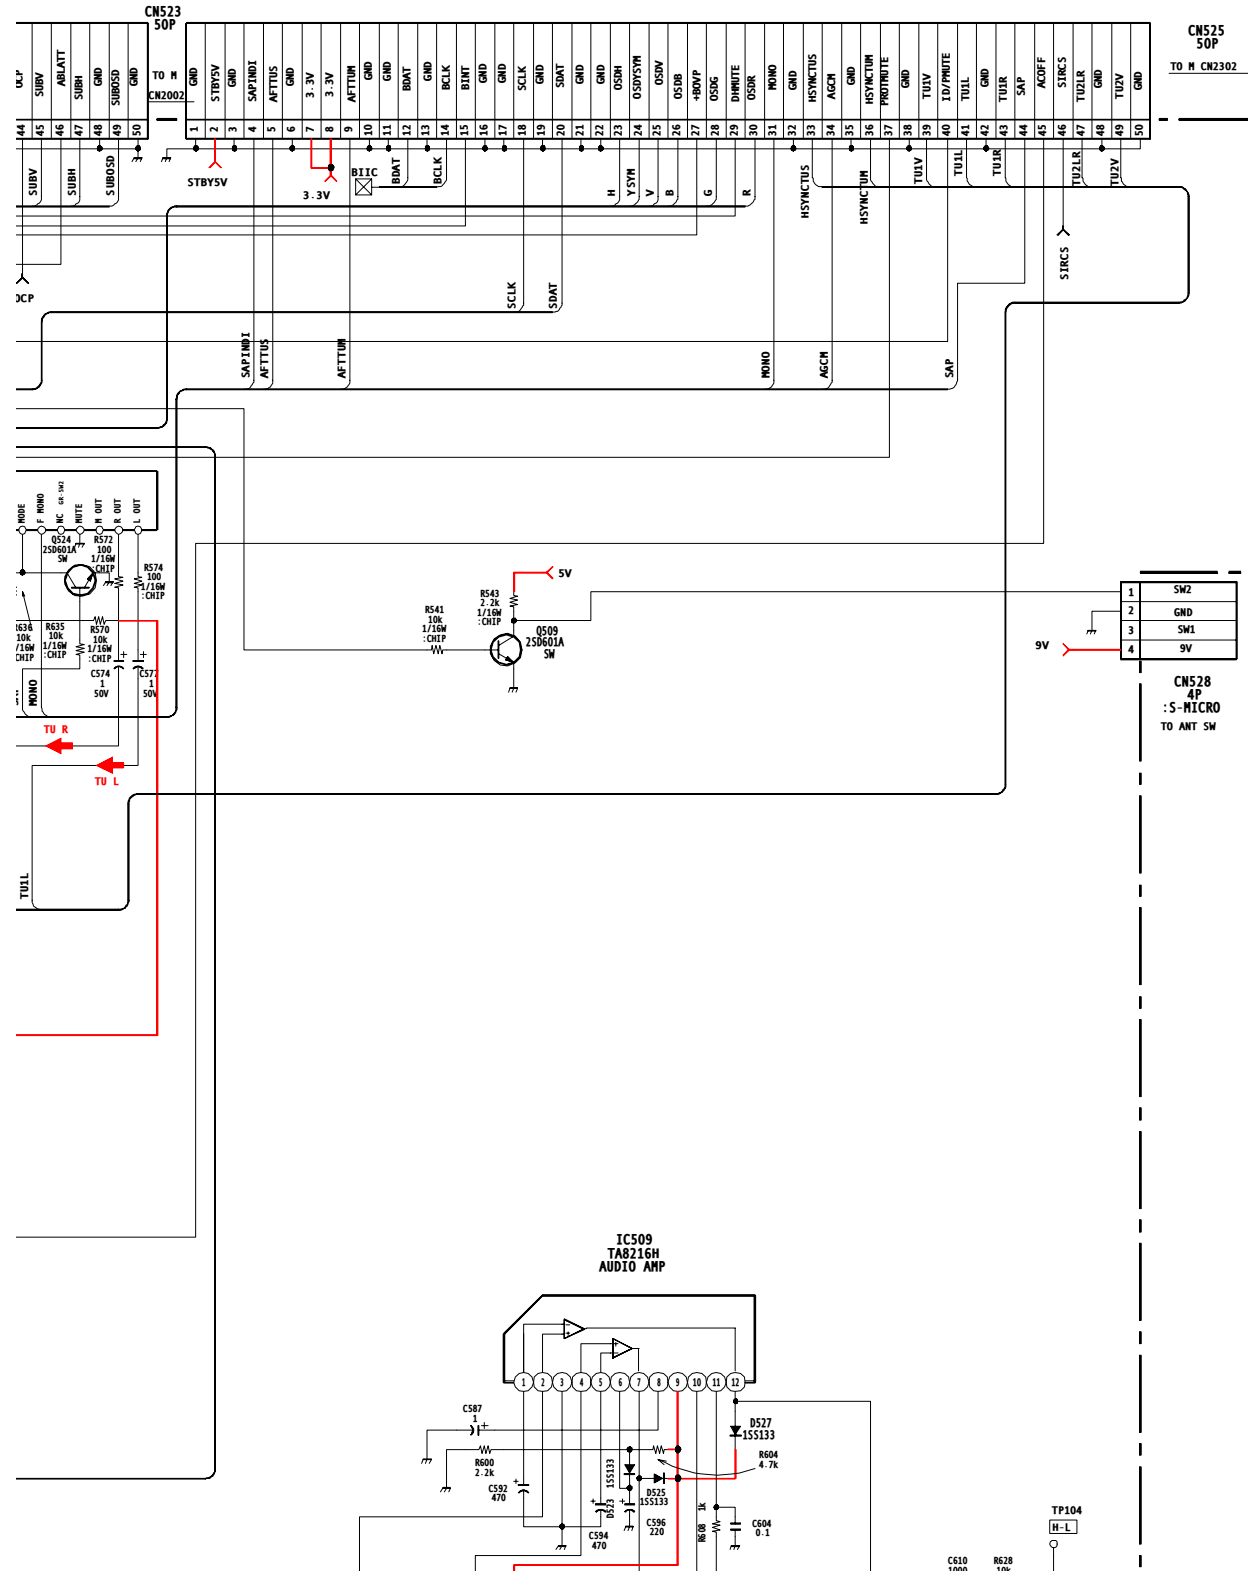 CN523
50P
CN525
50P
TO M CN2302
SUBV
ABLATT
SUBH
GND
SUBOSD
GND
TO M
CN2002
GND
STBY5V
GND
SAPINDI
AFTTUS
GND
3.3V
3.3V
AFTTUM
GND
GND
BDAT
GND
BCLK
BINT
GND
GND
SCLK
GND
SDAT
GND
GND
OSDH
OSDYSYM
OSDV
OSDB
+BOVP
OSDG
DHMUTE
OSDR
MONO
GND
HSYNCTUS
AGCM
GND
HSYNCTUM
PROTMUTE
GND
TU1V
ID/PMUTE
TU1L
GND
TU1R
SAP
ACOFF
SIRCS
TU2LR
GND
TU2V
GND
44 45 46 47 48 49 50
1 2 3 4 5 6 7 8 9 10 11 12 13 14 15 16 17 18 19 20 21 22 23 24 25 26 27 28 29 30 31 32 33 34 35 36 37 38 39 40 41 42 43 44 45 46 47 48 49 50
SUBV
SUBH
SUBOSD
STBY5V
3.3V
BIIC
BDAT
BCLK
H
YSYM
V
B
G
R
HSYNCTUS
HSYNCTUM
TU1V
TU1L
TU1R
TU2LR
TU2V
SIRCS
OCP
SCLK
SDAT
SAPINDI
AFTTUS
AFTTUM
MONO
AGCM
SAP
MODE
F MONO
NC
GR-SW2
MUTE
M OUT
R OUT
L OUT
Q524
2SD601A
SW
R572
100
1/16W
:CHIP
R574
100
1/16W
:CHIP
10k
R635
10k
1/16W
:CHIP
R570
10k
1/16W
:CHIP
C574
1
50V
C577
1
50V
MONO
TU R
TU L
TU1L
5V
R543
2.2k
1/16W
:CHIP
R541
10k
1/16W
:CHIP
Q509
2SD601A
SW
1 SW2
2 GND
3 SW1
4 9V
9V
CN528
4P
:S-MICRO
TO ANT SW
IC509
TA8216H
AUDIO AMP
1 2 3 4 5 6 7 8 9 10 11 12
C587
1
D527
1SS133
R600
2.2k
R604
4.7k
C592
470
D523
1SS133
D525
1SS133
C594
470
C596
220
R608 1k
C604
0.1
TP104
H-L
C610
1000
R628
10k